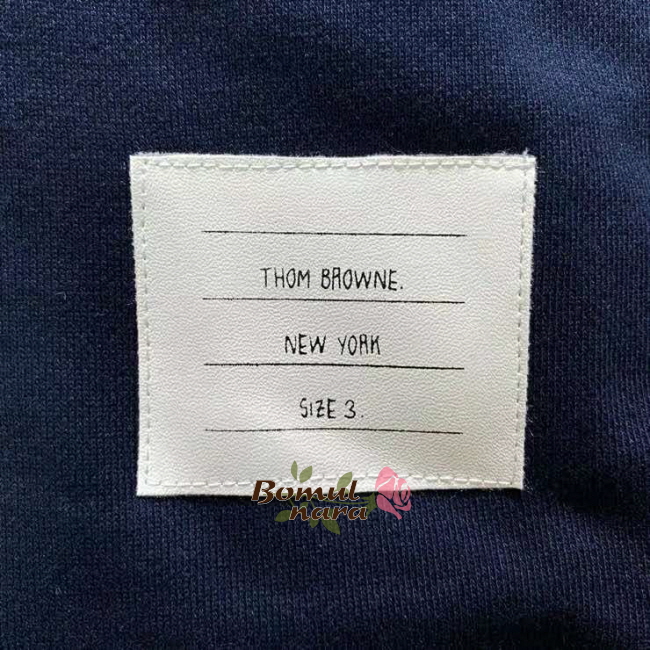 THOM BROWNE.
NEW YORK
SIZE 3.
Bomul
nara